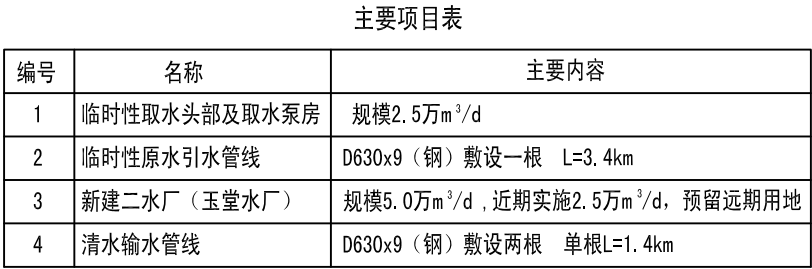 主要项目表
编号 名称 主要内容
1 临时性取水头部及取水泵房 规模2.5万m³/d
2 临时性原水引水管线 D630x9（钢）敷设一根 L=3.4km
3 新建二水厂（玉堂水厂） 规模5.0万m³/d ,近期实施2.5万m³/d，预留远期用地
4 清水输水管线 D630x9（钢）敷设两根 单根L=1.4km